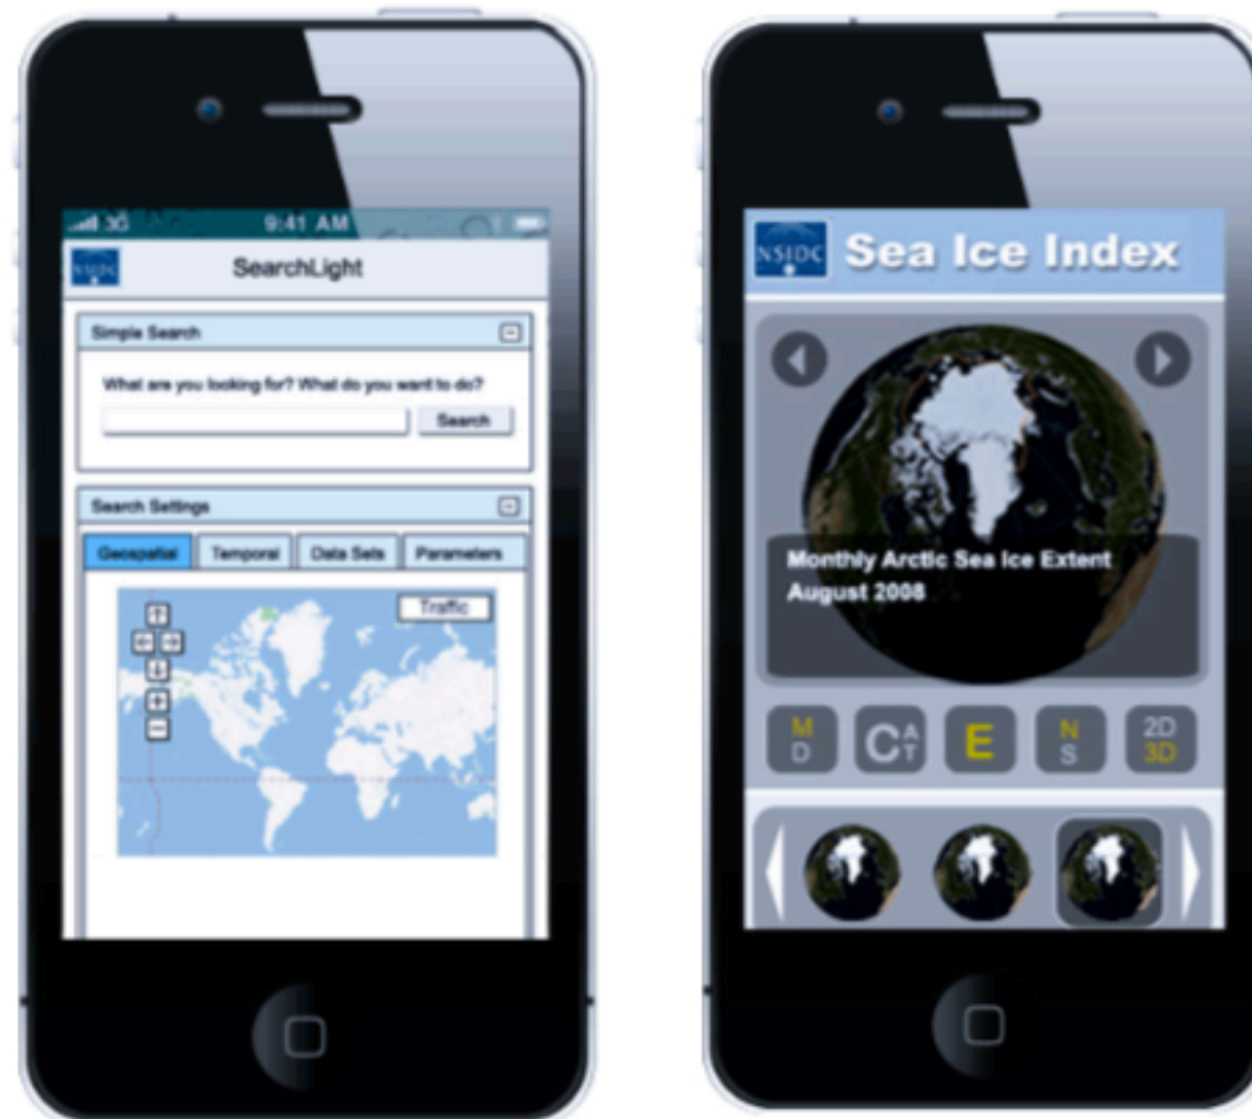 3G 9:41 AM
NSIDC SearchLight
Simple Search
What are you looking for? What do you want to do?
Search
Search Settings
Geospatial Temporal Data Sets Parameters
Traffic
NSIDC Sea Ice Index
Monthly Arctic Sea Ice Extent
August 2008
M
D
CAT
E
N
S
2D
3D